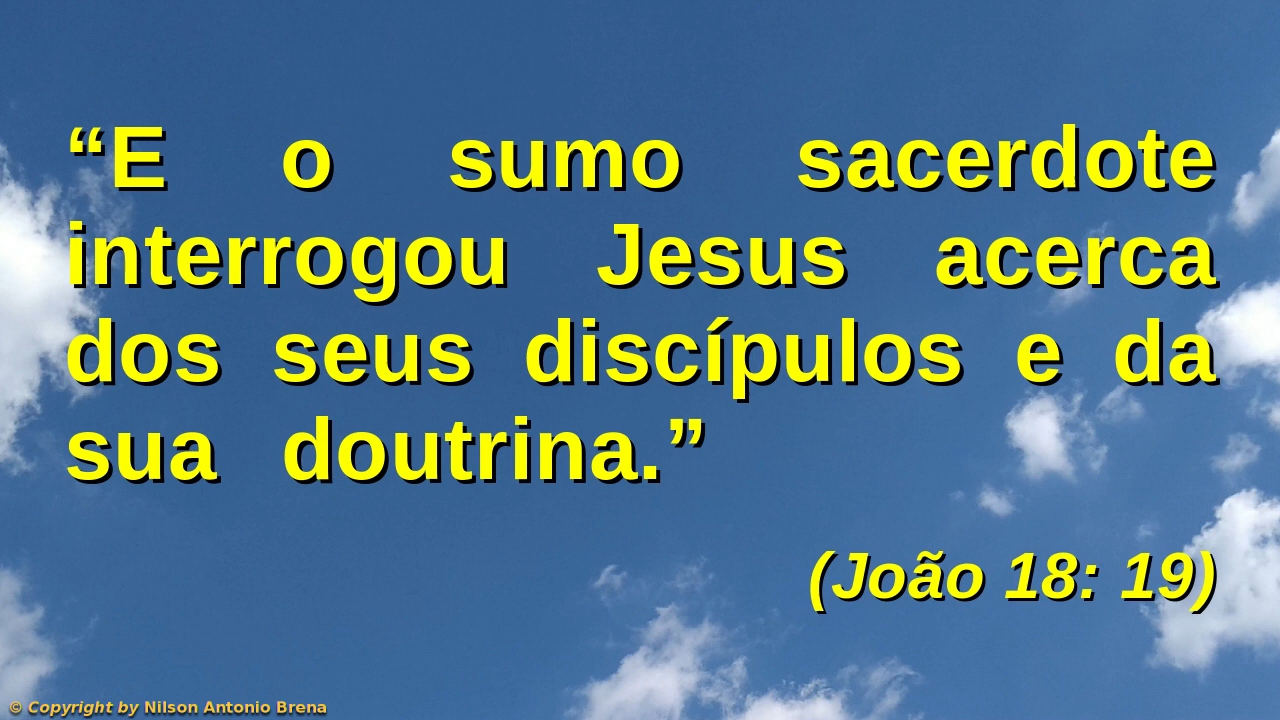 “E o sumo sacerdote
interrogou Jesus acerca
dos seus discípulos e da
sua doutrina.”
(João 18: 19)
© Copyright by Nilson Antonio Brena